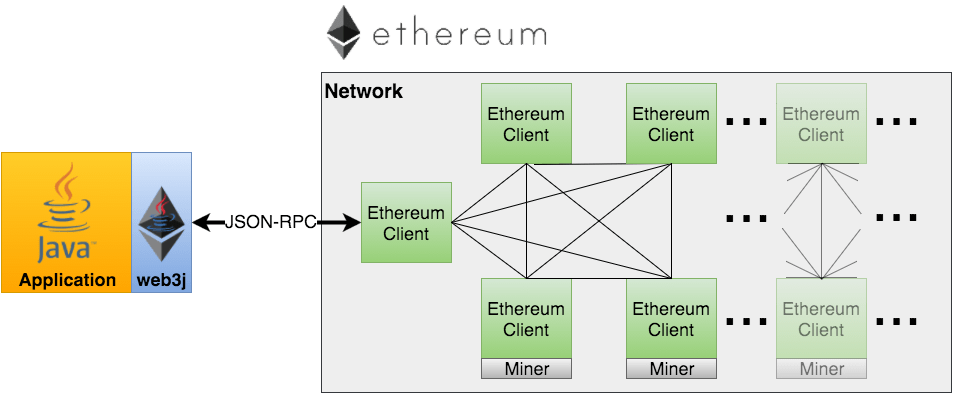 ethereum
Network
Ethereum
Client
Ethereum
Client
Ethereum
Client
Java™
Application
web3j
JSON-RPC
Ethereum
Client
Ethereum
Client
Miner
Ethereum
Client
Miner
Ethereum
Client
Miner